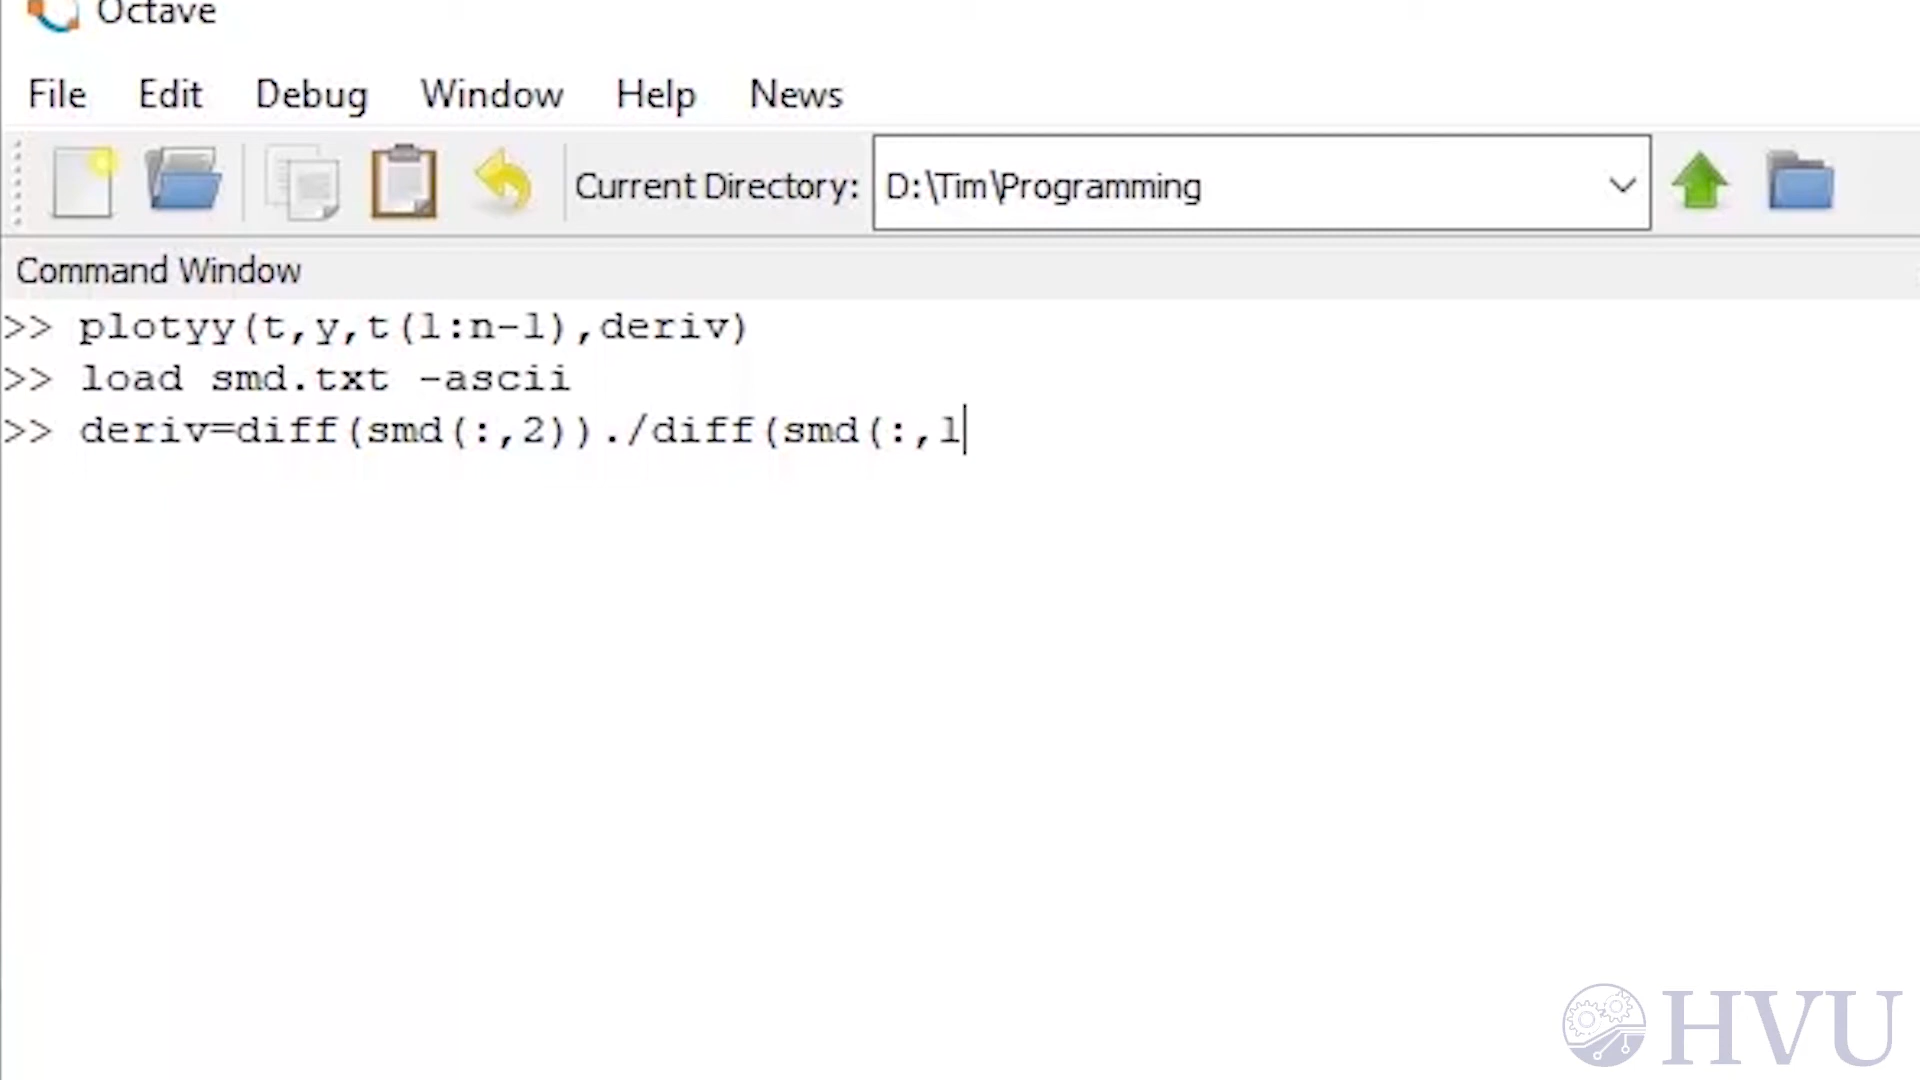 Octave
File Edit Debug Window Help News
Current Directory: D:\Tim\Programming
Command Window
>> plotyy(t,y,t(1:n-1),deriv)
>> load smd.txt -ascii
>> deriv=diff(smd(:,2))./diff(smd(:,1
HVU